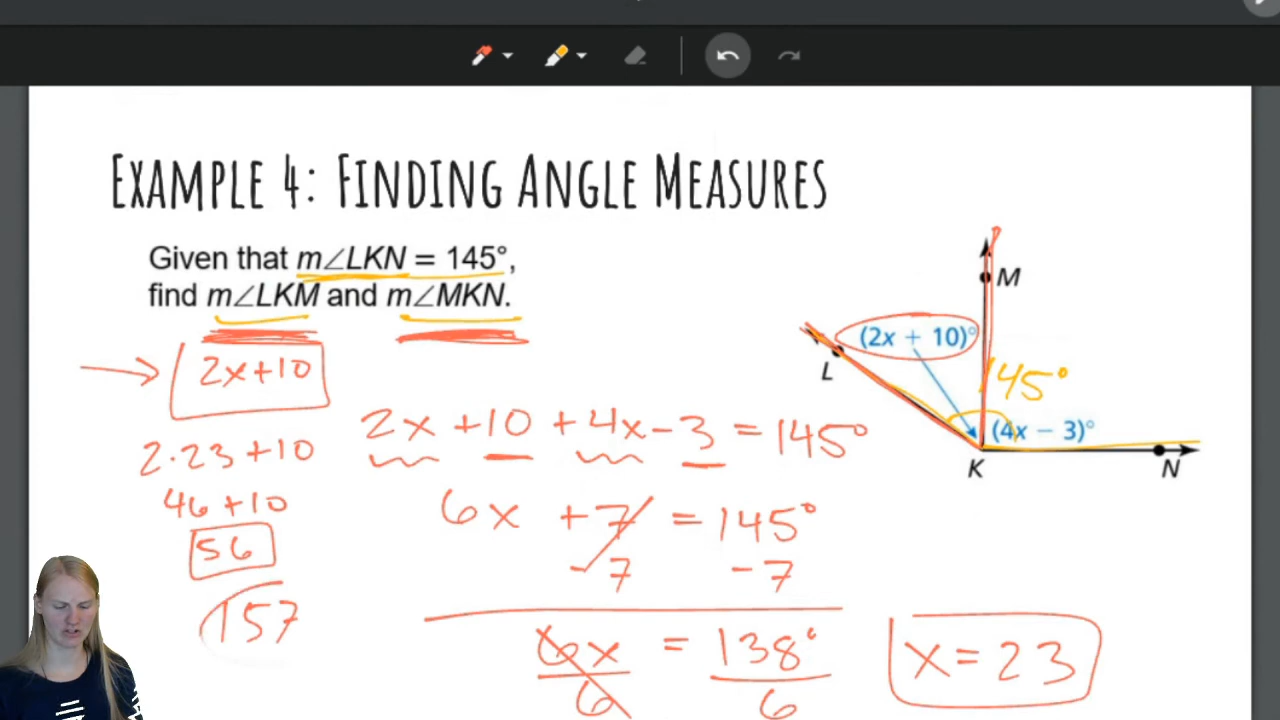 EXAMPLE 4: FINDING ANGLE MEASURES
Given that m∠LKN = 145°,
find m∠LKM and m∠MKN.
2x+10
2·23+10
46+10
56
157
2x +10 +4x-3 =145°
6x +7 =145°
-7 -7
6x = 138°
6 6
x=23
M
(2x + 10)°
L
145°
(4x − 3)°
K
N